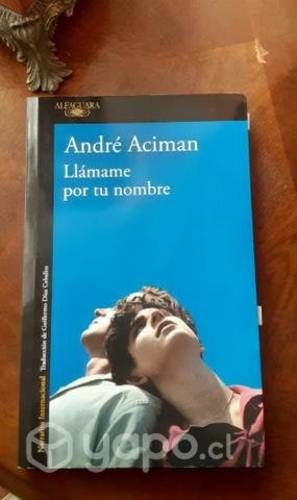 ALFAGUARA
André Aciman
Llámame
por tu nombre
Narrativa Internacional
Traducción de Guillermo Díaz Ceballos
yapo.cl